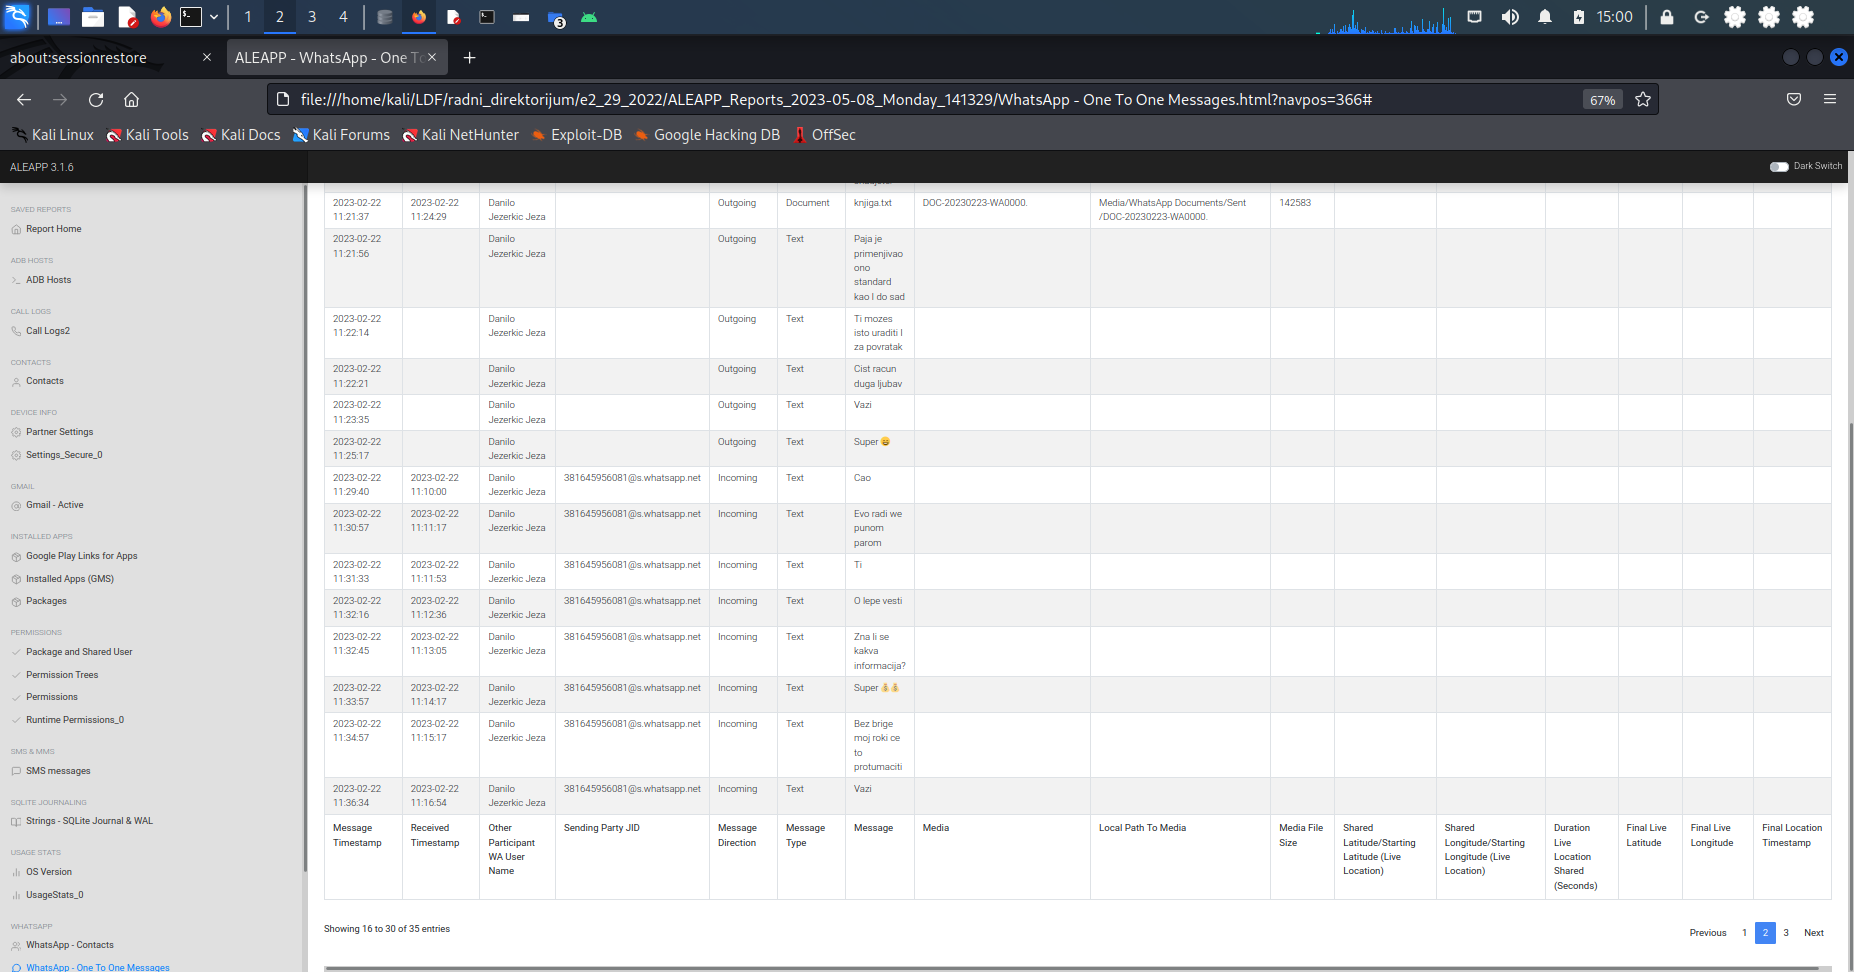 1 2 3 4 3 15:00
about:sessionrestore
ALEAPP - WhatsApp - One To
file:///home/kali/LDF/radni_direktorijum/e2_29_2022/ALEAPP_Reports_2023-05-08_Monday_141329/WhatsApp - One To One Messages.html?navpos=366#
67%
Kali Linux Kali Tools Kali Docs Kali Forums Kali NetHunter Exploit-DB Google Hacking DB OffSec
ALEAPP 3.1.6
Dark Switch
SAVED REPORTS
Report Home
ADB HOSTS
ADB Hosts
CALL LOGS
Call Logs2
CONTACTS
Contacts
DEVICE INFO
Partner Settings
Settings_Secure_0
GMAIL
Gmail - Active
INSTALLED APPS
Google Play Links for Apps
Installed Apps (GMS)
Packages
PERMISSIONS
Package and Shared User
Permission Trees
Permissions
Runtime Permissions_0
SMS & MMS
SMS messages
SQLITE JOURNALING
Strings - SQLite Journal & WAL
USAGE STATS
OS Version
UsageStats_0
WHATSAPP
WhatsApp - Contacts
WhatsApp - One To One Messages
2023-02-22 2023-02-22 Danilo Outgoing Document knjiga.txt DOC-20230223-WA0000. Media/WhatsApp Documents/Sent 142583
11:21:37 11:24:29 Jezerkic Jeza /DOC-20230223-WA0000.
2023-02-22 Danilo Outgoing Text Paja je
11:21:56 Jezerkic Jeza primenjivao
ono
standard
kao I do sad
2023-02-22 Danilo Outgoing Text Ti mozes
11:22:14 Jezerkic Jeza isto uraditi I
za povratak
2023-02-22 Danilo Outgoing Text Cist racun
11:22:21 Jezerkic Jeza duga ljubav
2023-02-22 Danilo Outgoing Text Vazi
11:23:35 Jezerkic Jeza
2023-02-22 Danilo Outgoing Text Super 😄
11:25:17 Jezerkic Jeza
2023-02-22 2023-02-22 Danilo 381645956081@s.whatsapp.net Incoming Text Cao
11:29:40 11:10:00 Jezerkic Jeza
2023-02-22 2023-02-22 Danilo 381645956081@s.whatsapp.net Incoming Text Evo radi we
11:30:57 11:11:17 Jezerkic Jeza punom
parom
2023-02-22 2023-02-22 Danilo 381645956081@s.whatsapp.net Incoming Text Ti
11:31:33 11:11:53 Jezerkic Jeza
2023-02-22 2023-02-22 Danilo 381645956081@s.whatsapp.net Incoming Text O lepe vesti
11:32:16 11:12:36 Jezerkic Jeza
2023-02-22 2023-02-22 Danilo 381645956081@s.whatsapp.net Incoming Text Zna li se
11:32:45 11:13:05 Jezerkic Jeza kakva
informacija?
2023-02-22 2023-02-22 Danilo 381645956081@s.whatsapp.net Incoming Text Super 💰💰
11:33:57 11:14:17 Jezerkic Jeza
2023-02-22 2023-02-22 Danilo 381645956081@s.whatsapp.net Incoming Text Bez brige
11:34:57 11:15:17 Jezerkic Jeza moj roki ce
to
protumaciti
2023-02-22 2023-02-22 Danilo 381645956081@s.whatsapp.net Incoming Text Vazi
11:36:34 11:16:54 Jezerkic Jeza
Message Received Other Sending Party JID Message Message Message Media Local Path To Media Media File Shared Shared Duration Final Live Final Live Final Location
Timestamp Timestamp Participant Direction Type Size Latitude/Starting Longitude/Starting Live Latitude Longitude Timestamp
WA User Latitude (Live Longitude (Live Location
Name Location) Location) Shared
(Seconds)
Showing 16 to 30 of 35 entries
Previous 1 2 3 Next